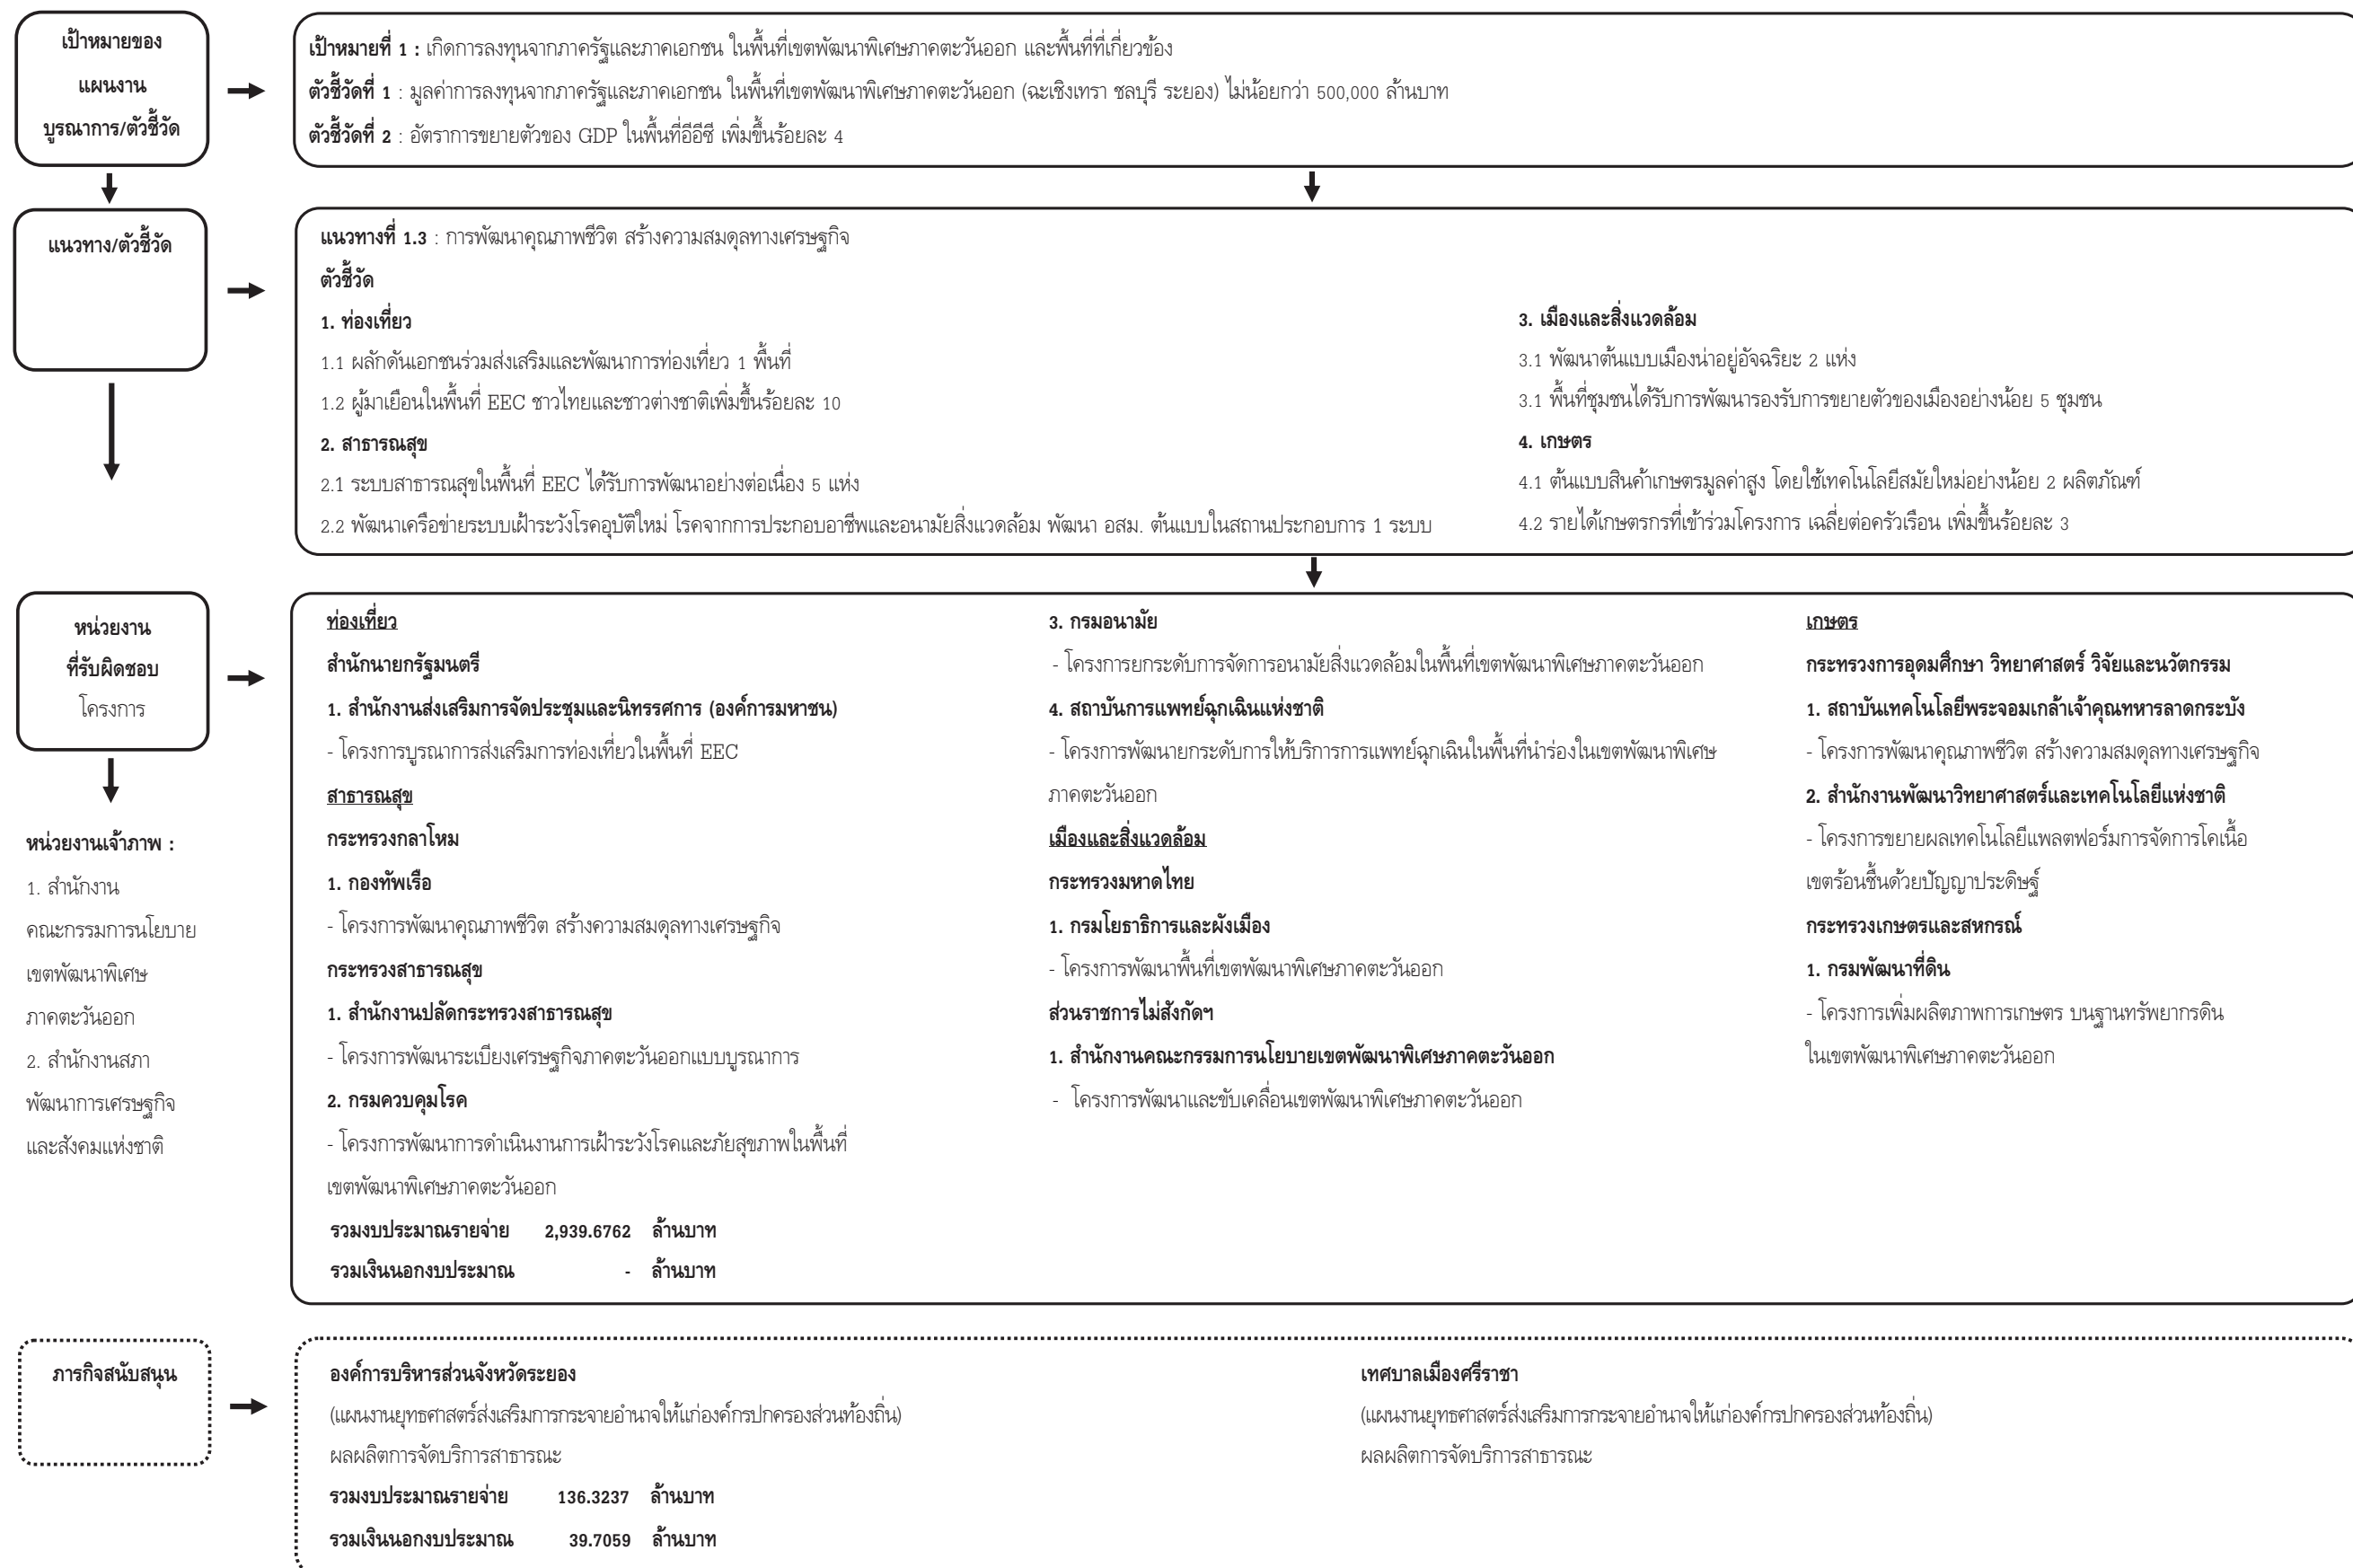 เป้าหมายของ
แผนงาน
บูรณาการ/ตัวชี้วัด
เป้าหมายที่ 1 : เกิดการลงทุนจากภาครัฐและภาคเอกชน ในพื้นที่เขตพัฒนาพิเศษภาคตะวันออก และพื้นที่ที่เกี่ยวข้อง
ตัวชี้วัดที่ 1 : มูลค่าการลงทุนจากภาครัฐและภาคเอกชน ในพื้นที่เขตพัฒนาพิเศษภาคตะวันออก (ฉะเชิงเทรา ชลบุรี ระยอง) ไม่น้อยกว่า 500,000 ล้านบาท
ตัวชี้วัดที่ 2 : อัตราการขยายตัวของ GDP ในพื้นที่อีอีซี เพิ่มขึ้นร้อยละ 4
แนวทาง/ตัวชี้วัด
แนวทางที่ 1.3 : การพัฒนาคุณภาพชีวิต สร้างความสมดุลทางเศรษฐกิจ
ตัวชี้วัด
1. ท่องเที่ยว
1.1 ผลักดันเอกชนร่วมส่งเสริมและพัฒนาการท่องเที่ยว 1 พื้นที่
1.2 ผู้มาเยือนในพื้นที่ EEC ชาวไทยและชาวต่างชาติเพิ่มขึ้นร้อยละ 10
2. สาธารณสุข
2.1 ระบบสาธารณสุขในพื้นที่ EEC ได้รับการพัฒนาอย่างต่อเนื่อง 5 แห่ง
2.2 พัฒนาเครือข่ายระบบเฝ้าระวังโรคอุบัติใหม่ โรคจากการประกอบอาชีพและอนามัยสิ่งแวดล้อม พัฒนา อสม. ต้นแบบในสถานประกอบการ 1 ระบบ
3. เมืองและสิ่งแวดล้อม
3.1 พัฒนาต้นแบบเมืองน่าอยู่อัจฉริยะ 2 แห่ง
3.1 พื้นที่ชุมชนได้รับการพัฒนารองรับการขยายตัวของเมืองอย่างน้อย 5 ชุมชน
4. เกษตร
4.1 ต้นแบบสินค้าเกษตรมูลค่าสูง โดยใช้เทคโนโลยีสมัยใหม่อย่างน้อย 2 ผลิตภัณฑ์
4.2 รายได้เกษตรกรที่เข้าร่วมโครงการ เฉลี่ยต่อครัวเรือน เพิ่มขึ้นร้อยละ 3
หน่วยงาน
ที่รับผิดชอบ
โครงการ
หน่วยงานเจ้าภาพ :
1. สำนักงาน
คณะกรรมการนโยบาย
เขตพัฒนาพิเศษ
ภาคตะวันออก
2. สำนักงานสภา
พัฒนาการเศรษฐกิจ
และสังคมแห่งชาติ
ท่องเที่ยว
สำนักนายกรัฐมนตรี
1. สำนักงานส่งเสริมการจัดประชุมและนิทรรศการ (องค์การมหาชน)
- โครงการบูรณาการส่งเสริมการท่องเที่ยวในพื้นที่ EEC
สาธารณสุข
กระทรวงกลาโหม
1. กองทัพเรือ
- โครงการพัฒนาคุณภาพชีวิต สร้างความสมดุลทางเศรษฐกิจ
กระทรวงสาธารณสุข
1. สำนักงานปลัดกระทรวงสาธารณสุข
- โครงการพัฒนาระเบียงเศรษฐกิจภาคตะวันออกแบบบูรณาการ
2. กรมควบคุมโรค
- โครงการพัฒนาการดำเนินงานการเฝ้าระวังโรคและภัยสุขภาพในพื้นที่
เขตพัฒนาพิเศษภาคตะวันออก
รวมงบประมาณรายจ่าย 2,939.6762 ล้านบาท
รวมเงินนอกงบประมาณ - ล้านบาท
3. กรมอนามัย
- โครงการยกระดับการจัดการอนามัยสิ่งแวดล้อมในพื้นที่เขตพัฒนาพิเศษภาคตะวันออก
4. สถาบันการแพทย์ฉุกเฉินแห่งชาติ
- โครงการพัฒนายกระดับการให้บริการการแพทย์ฉุกเฉินในพื้นที่นำร่องในเขตพัฒนาพิเศษ
ภาคตะวันออก
เมืองและสิ่งแวดล้อม
กระทรวงมหาดไทย
1. กรมโยธาธิการและผังเมือง
- โครงการพัฒนาพื้นที่เขตพัฒนาพิเศษภาคตะวันออก
ส่วนราชการไม่สังกัดฯ
1. สำนักงานคณะกรรมการนโยบายเขตพัฒนาพิเศษภาคตะวันออก
- โครงการพัฒนาและขับเคลื่อนเขตพัฒนาพิเศษภาคตะวันออก
เกษตร
กระทรวงการอุดมศึกษา วิทยาศาสตร์ วิจัยและนวัตกรรม
1. สถาบันเทคโนโลยีพระจอมเกล้าเจ้าคุณทหารลาดกระบัง
- โครงการพัฒนาคุณภาพชีวิต สร้างความสมดุลทางเศรษฐกิจ
2. สำนักงานพัฒนาวิทยาศาสตร์และเทคโนโลยีแห่งชาติ
- โครงการขยายผลเทคโนโลยีแพลตฟอร์มการจัดการโคเนื้อ
เขตร้อนชื้นด้วยปัญญาประดิษฐ์
กระทรวงเกษตรและสหกรณ์
1. กรมพัฒนาที่ดิน
- โครงการเพิ่มผลิตภาพการเกษตร บนฐานทรัพยากรดิน
ในเขตพัฒนาพิเศษภาคตะวันออก
ภารกิจสนับสนุน
องค์การบริหารส่วนจังหวัดระยอง
(แผนงานยุทธศาสตร์ส่งเสริมการกระจายอำนาจให้แก่องค์กรปกครองส่วนท้องถิ่น)
ผลผลิตการจัดบริการสาธารณะ
รวมงบประมาณรายจ่าย 136.3237 ล้านบาท
รวมเงินนอกงบประมาณ 39.7059 ล้านบาท
เทศบาลเมืองศรีราชา
(แผนงานยุทธศาสตร์ส่งเสริมการกระจายอำนาจให้แก่องค์กรปกครองส่วนท้องถิ่น)
ผลผลิตการจัดบริการสาธารณะ